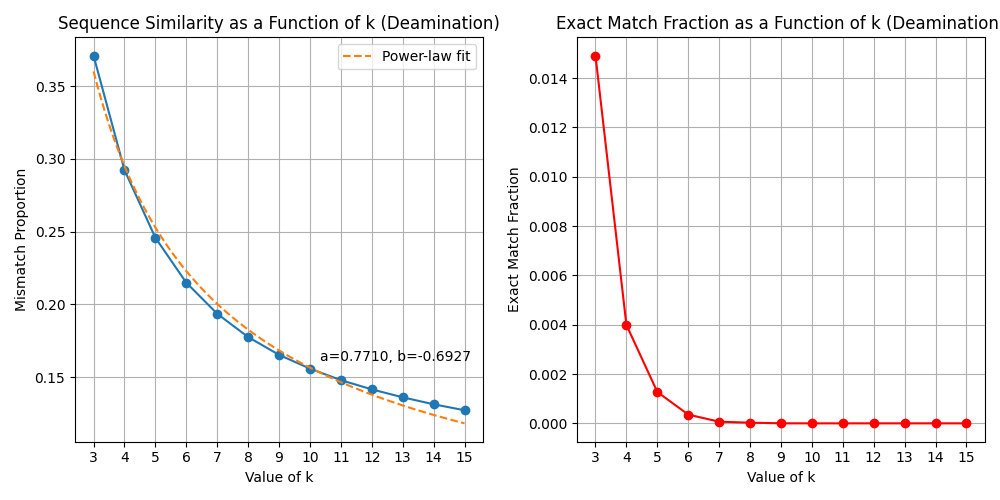 Sequence Similarity as a Function of k (Deamination)
Mismatch Proportion
0.35
0.30
0.25
0.20
0.15
Power-law fit
a=0.7710, b=-0.6927
3 4 5 6 7 8 9 10 11 12 13 14 15
Value of k
Exact Match Fraction as a Function of k (Deamination
Exact Match Fraction
0.014
0.012
0.010
0.008
0.006
0.004
0.002
0.000
3 4 5 6 7 8 9 10 11 12 13 14 15
Value of k